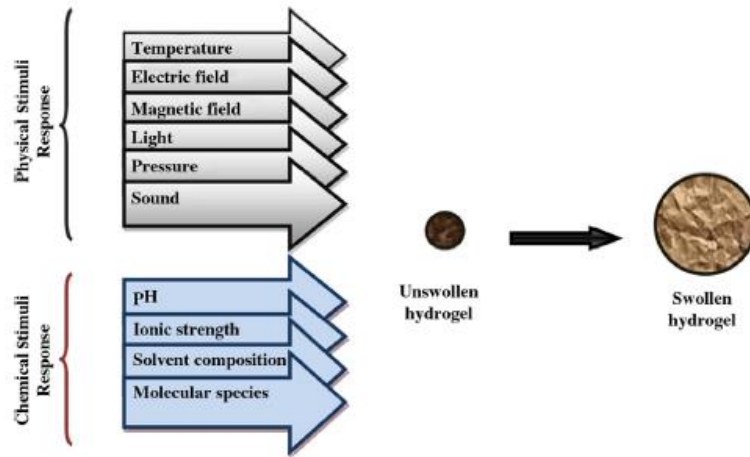 Physical Stimuli
Response
Temperature
Electric field
Magnetic field
Light
Pressure
Sound
Chemical Stimuli
Response
pH
Ionic strength
Solvent composition
Molecular species
Unswollen
hydrogel
Swollen
hydrogel